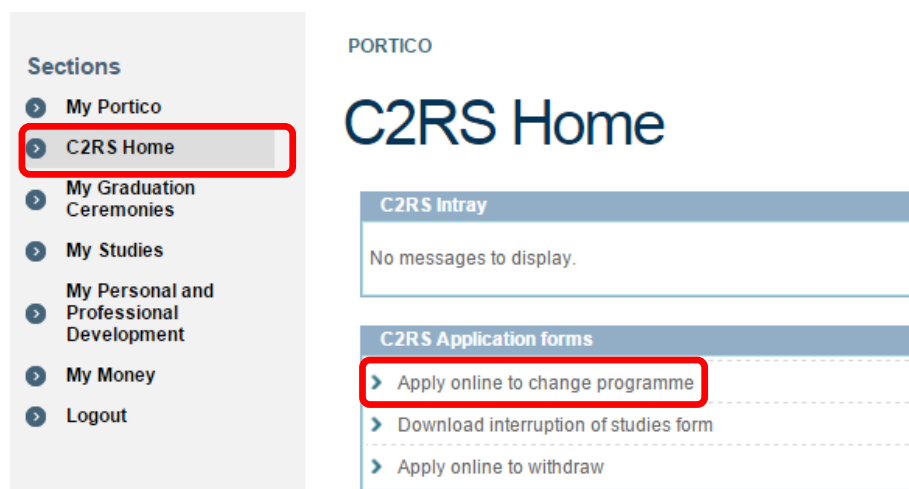 Sections
My Portico
C2RS Home
My Graduation
Ceremonies
My Studies
My Personal and
Professional
Development
My Money
Logout
PORTICO
C2RS Home
C2RS Intray
No messages to display.
C2RS Application forms
Apply online to change programme
Download interruption of studies form
Apply online to withdraw